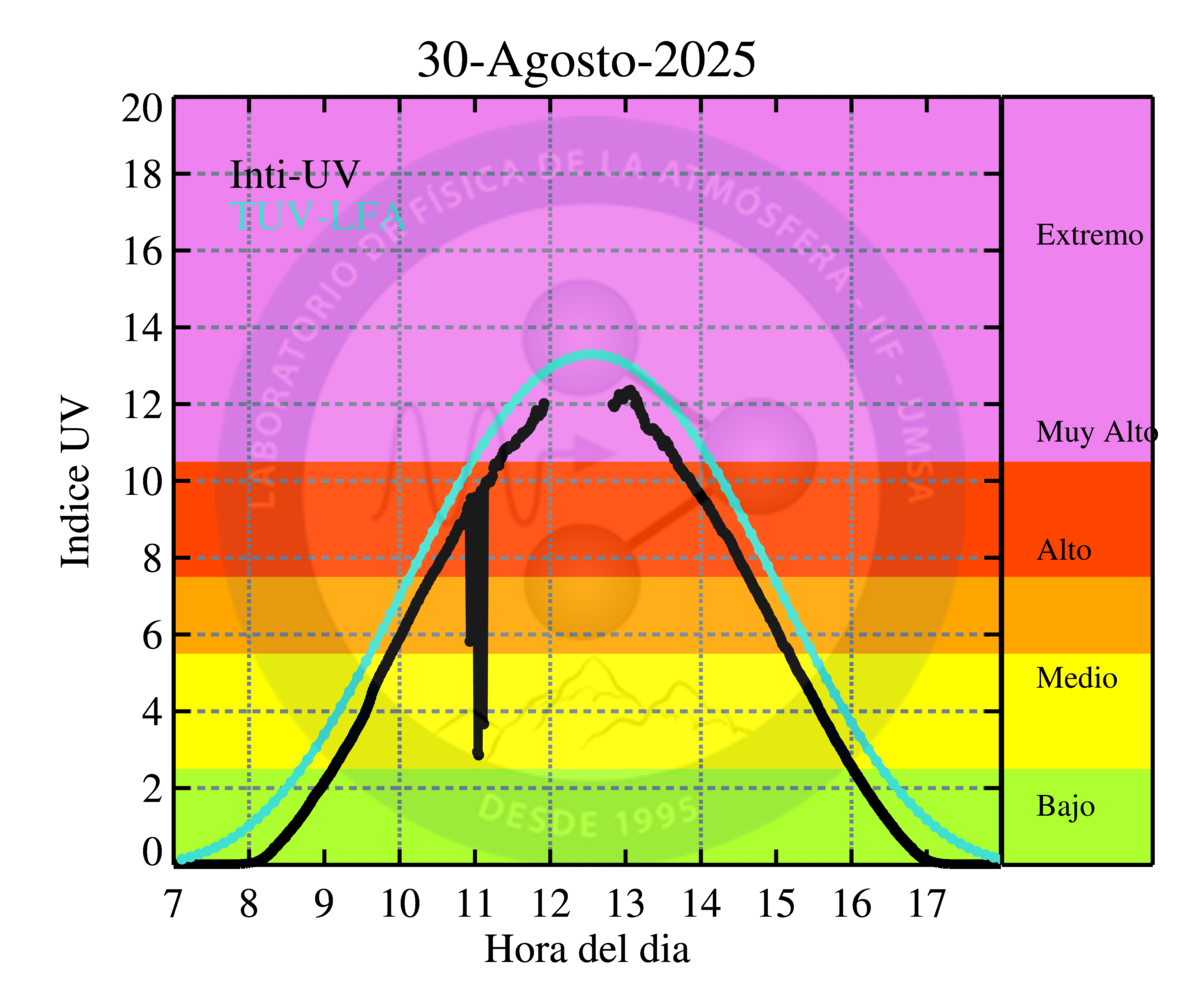 30-Agosto-2025
20
18
16
14
12
10
8
6
4
2
0
Indice UV
Inti-UV
TUV-LFA
LABORATORIO DE FÍSICA DE LA ATMÓSFERA - IIF - UMSA
DESDE 1995
Extremo
Muy Alto
Alto
Medio
Bajo
7 8 9 10 11 12 13 14 15 16 17
Hora del dia